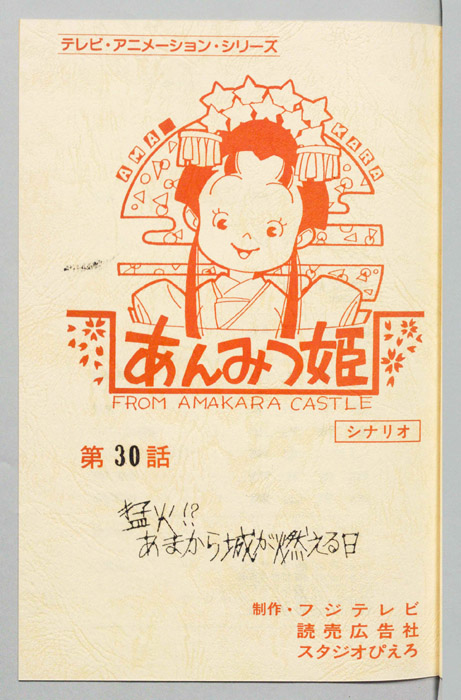 テレビ・アニメーション・シリーズ
AMA KARA
あんみつ姫
FROM AMAKARA CASTLE
シナリオ
第30話
猛火!?
あまから城が燃える日
制作・フジテレビ
読売広告社
スタジオぴえろ